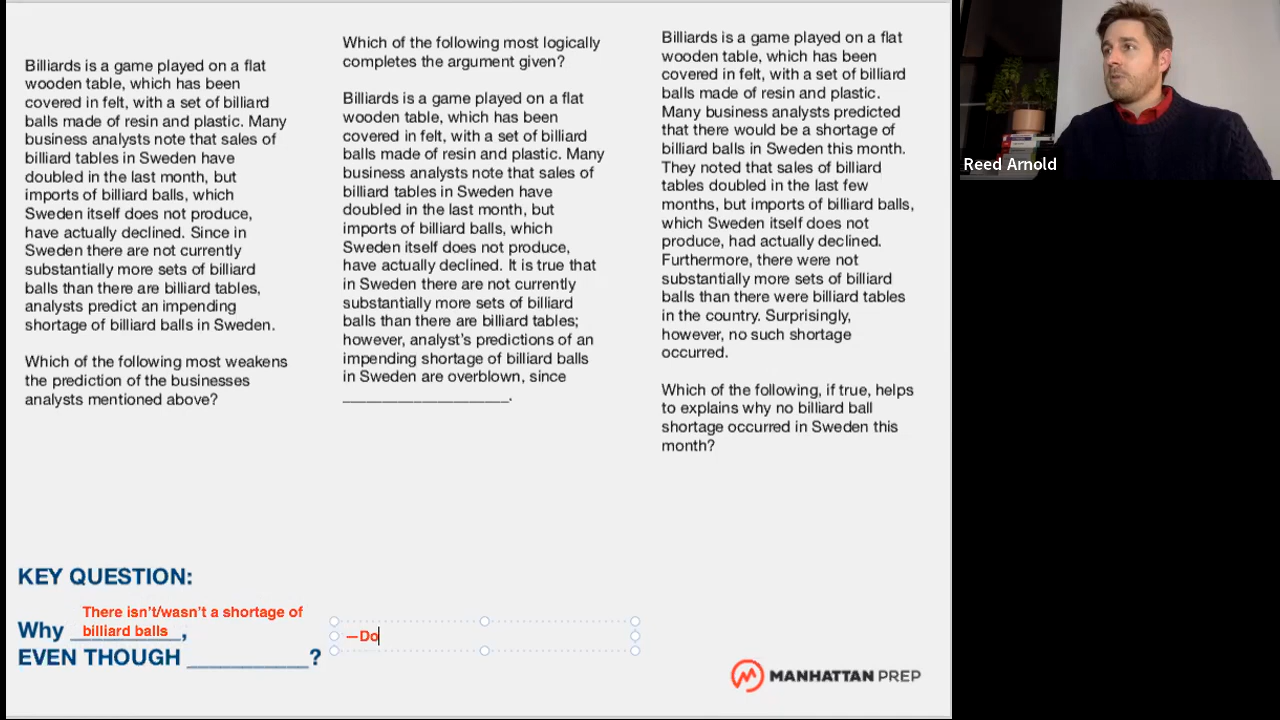 Billiards is a game played on a flat
wooden table, which has been
covered in felt, with a set of billiard
balls made of resin and plastic. Many
business analysts note that sales of
billiard tables in Sweden have
doubled in the last month, but
imports of billiard balls, which
Sweden itself does not produce,
have actually declined. Since in
Sweden there are not currently
substantially more sets of billiard
balls than there are billiard tables,
analysts predict an impending
shortage of billiard balls in Sweden.
Which of the following most weakens
the prediction of the businesses
analysts mentioned above?
Which of the following most logically
completes the argument given?
Billiards is a game played on a flat
wooden table, which has been
covered in felt, with a set of billiard
balls made of resin and plastic. Many
business analysts note that sales of
billiard tables in Sweden have
doubled in the last month, but
imports of billiard balls, which
Sweden itself does not produce,
have actually declined. It is true that
in Sweden there are not currently
substantially more sets of billiard
balls than there are billiard tables;
however, analyst's predictions of an
impending shortage of billiard balls
in Sweden are overblown, since
____________________.
Billiards is a game played on a flat
wooden table, which has been
covered in felt, with a set of billiard
balls made of resin and plastic.
Many business analysts predicted
that there would be a shortage of
billiard balls in Sweden this month.
They noted that sales of billiard
tables doubled in the last few
months, but imports of billiard balls,
which Sweden itself does not
produce, had actually declined.
Furthermore, there were not
substantially more sets of billiard
balls than there were billiard tables
in the country. Surprisingly,
however, no such shortage
occurred.
Which of the following, if true, helps
to explains why no billiard ball
shortage occurred in Sweden this
month?
KEY QUESTION:
There isn't/wasn't a shortage of
billiard balls
Why __________,
EVEN THOUGH ___________?
—Do
MANHATTAN PREP
Reed Arnold